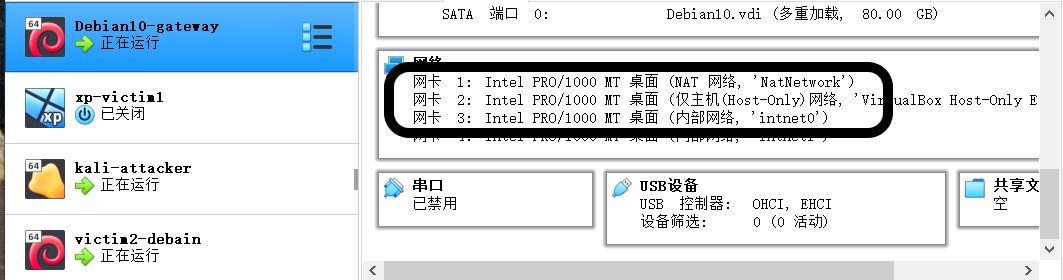 Debian10-gateway
正在运行
xp-victim1
已关闭
kali-attacker
正在运行
victim2-debain
正在运行
SATA 端口 0: Debian10.vdi (多重加载, 80.00 GB)
网络
网卡 1: Intel PRO/1000 MT 桌面 (NAT 网络, 'NatNetwork')
网卡 2: Intel PRO/1000 MT 桌面 (仅主机(Host-Only)网络, 'VirtualBox Host-Only E
网卡 3: Intel PRO/1000 MT 桌面 (内部网络, 'intnet0')
网卡 4: Intel PRO/1000 MT 桌面 (内部网络, 'intnet1')
串口
已禁用
USB设备
USB 控制器: OHCI, EHCI
设备筛选: 0 (0 活动)
共享文
空